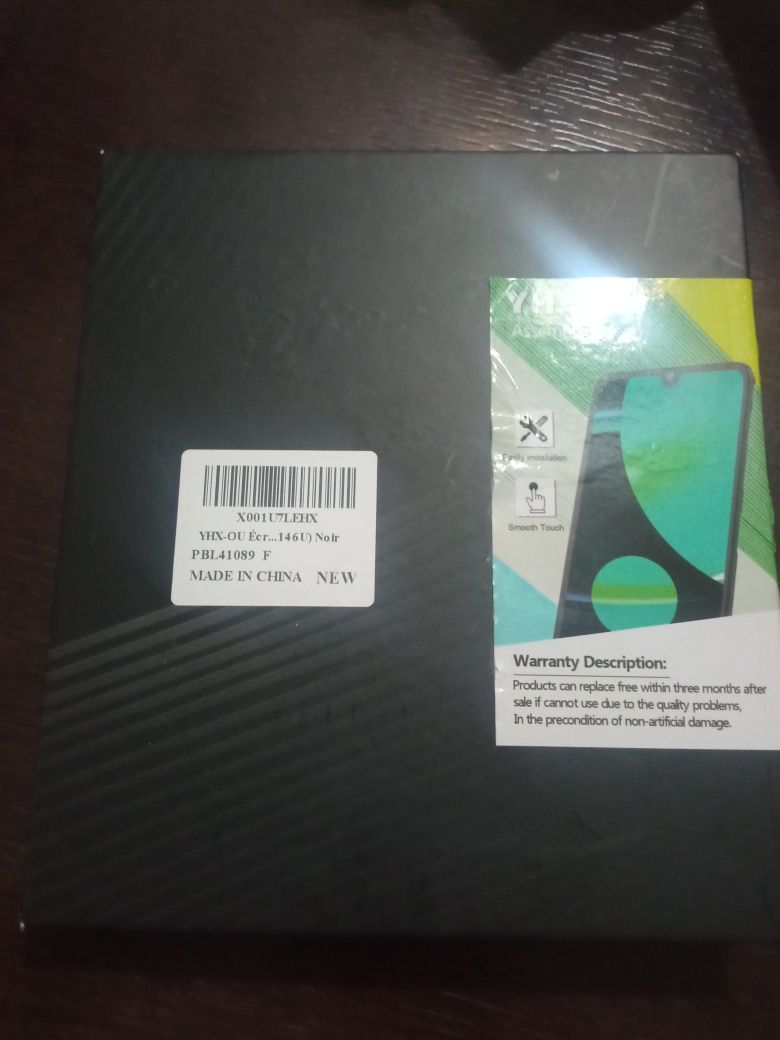 X001U7LEHX
YHX-OU Écr...146U) Noir
PBL41089 F
MADE IN CHINA NEW
Easily Installation
Smooth Touch
Warranty Description:
Products can replace free within three months after
sale if cannot use due to the quality problems,
In the precondition of non-artificial damage.